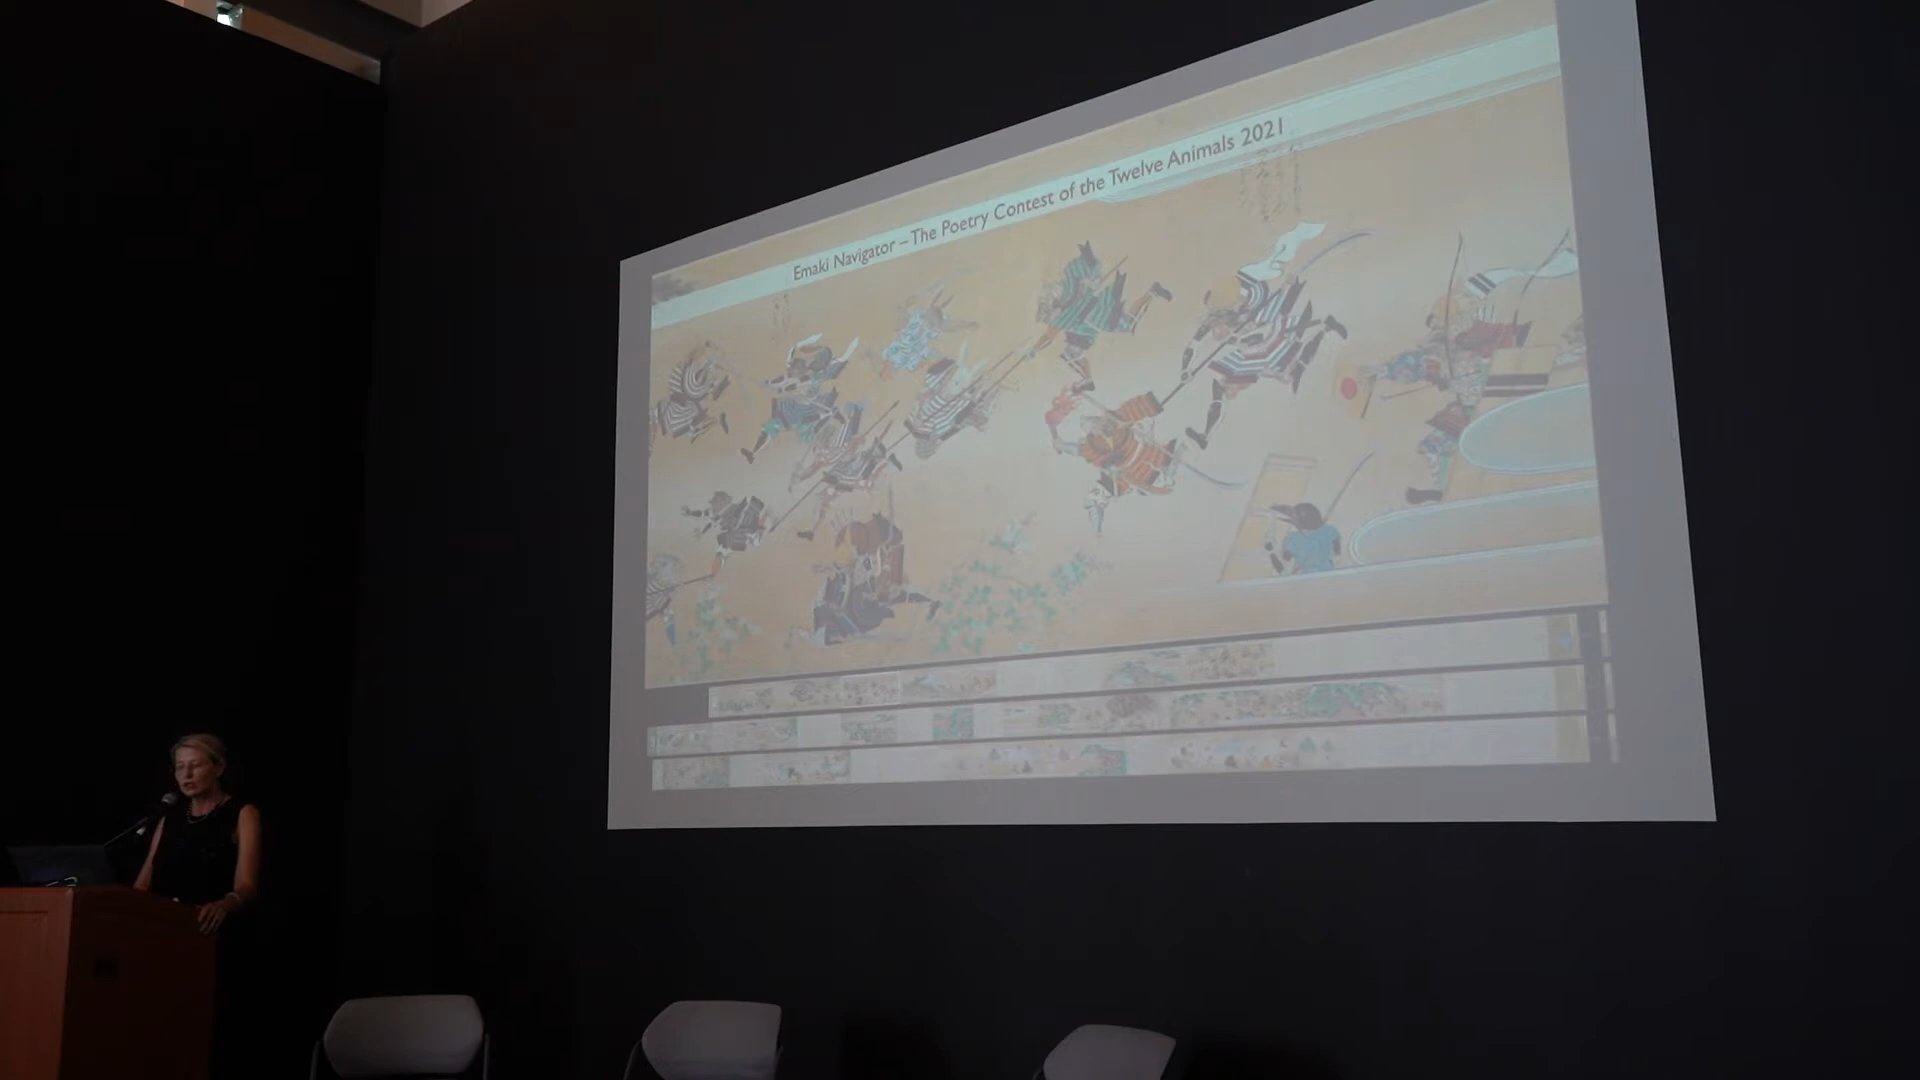 Emaki Navigator – The Poetry Contest of the Twelve Animals 2021